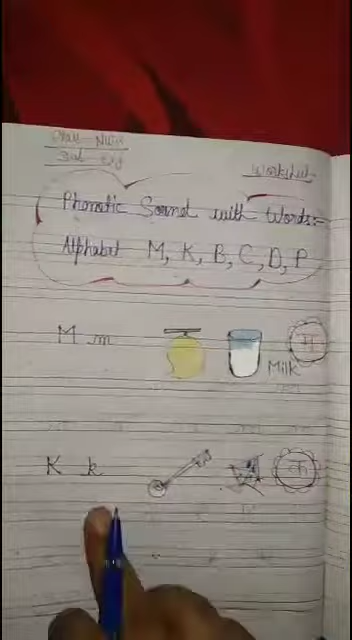 Worksheet
Phonetic Sound with Words:-
Alphabet M, K, B, C, D, P
M m
म
Milk
K k